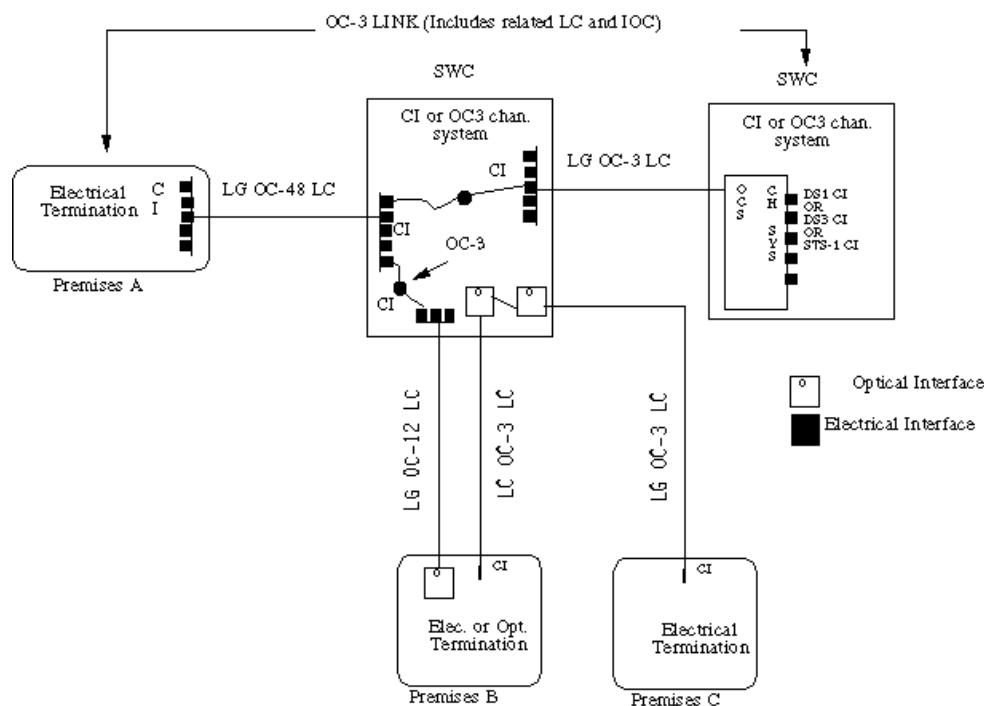 OC-3 LINK (Includes related LC and IOC)
SWC
SWC
CI or OC3 chan.
system
CI or OC3 chan.
system
CI
LG OC-3 LC
Electrical
Termination
C
I
LG OC-48 LC
CI
OC-3
CI
O
C
S
C
H
S
Y
S
DS1 CI
OR
DS3 CI
OR
STS-1 CI
Premises A
Optical Interface
Electrical Interface
LG OC-12 LC
LC OC-3 LC
LG OC-3 LC
CI
CI
Elec. or Opt.
Termination
Electrical
Termination
Premises B
Premises C